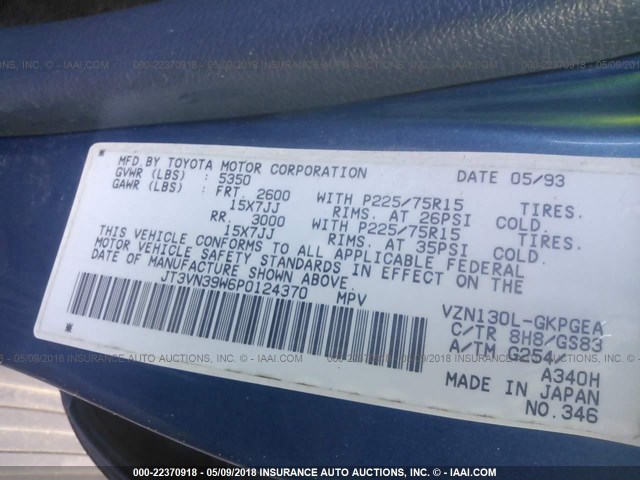 MFD.BY TOYOTA MOTOR CORPORATION DATE 05/93
GVWR (LBS) : 5350
GAWR (LBS) : FRT. 2600 WITH P225/75R15 TIRES.
15X7JJ RIMS. AT 26PSI COLD.
RR. 3000 WITH P225/75R15 TIRES.
15X7JJ RIMS. AT 35PSI COLD.
THIS VEHICLE CONFORMS TO ALL APPLICABLE FEDERAL
MOTOR VEHICLE SAFETY STANDARDS IN EFFECT ON THE
DATE OF MANUFACTURE SHOWN ABOVE.
JT3VN39W6P0124370 MPV
VZN130L-GKPGEA
C/TR 8H8/GS83
A/TM G254/
A340H
MADE IN JAPAN
NO.346
000-22370918 - 05/09/2018 INSURANCE AUTO AUCTIONS - © IAAI.COM